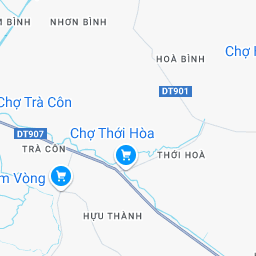 BÌNH
NHƠN BÌNH
HOÀ BÌNH
Chợ
DT901
Chợ Trà Côn
DT907
Chợ Thới Hòa
TRÀ CÔN
THỚI HOÀ
Vòng
HỰU THÀNH